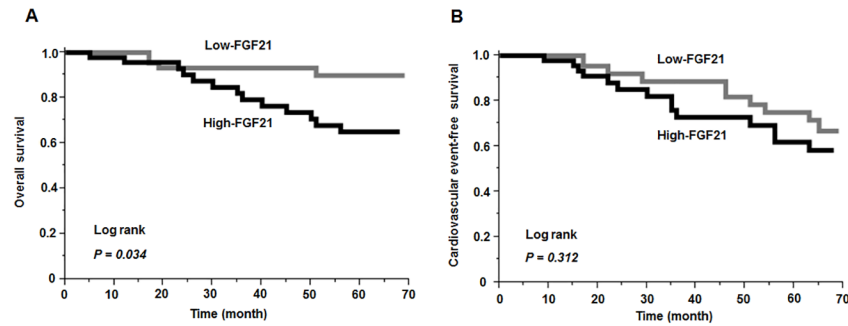 A
Overall survival
1.0
0.8
0.6
0.4
0.2
0
Low-FGF21
High-FGF21
Log rank
P = 0.034
0 10 20 30 40 50 60 70
Time (month)
B
Cardiovascular event-free survival
1.0
0.8
0.6
0.4
0.2
0
Low-FGF21
High-FGF21
Log rank
P = 0.312
0 10 20 30 40 50 60 70
Time (month)